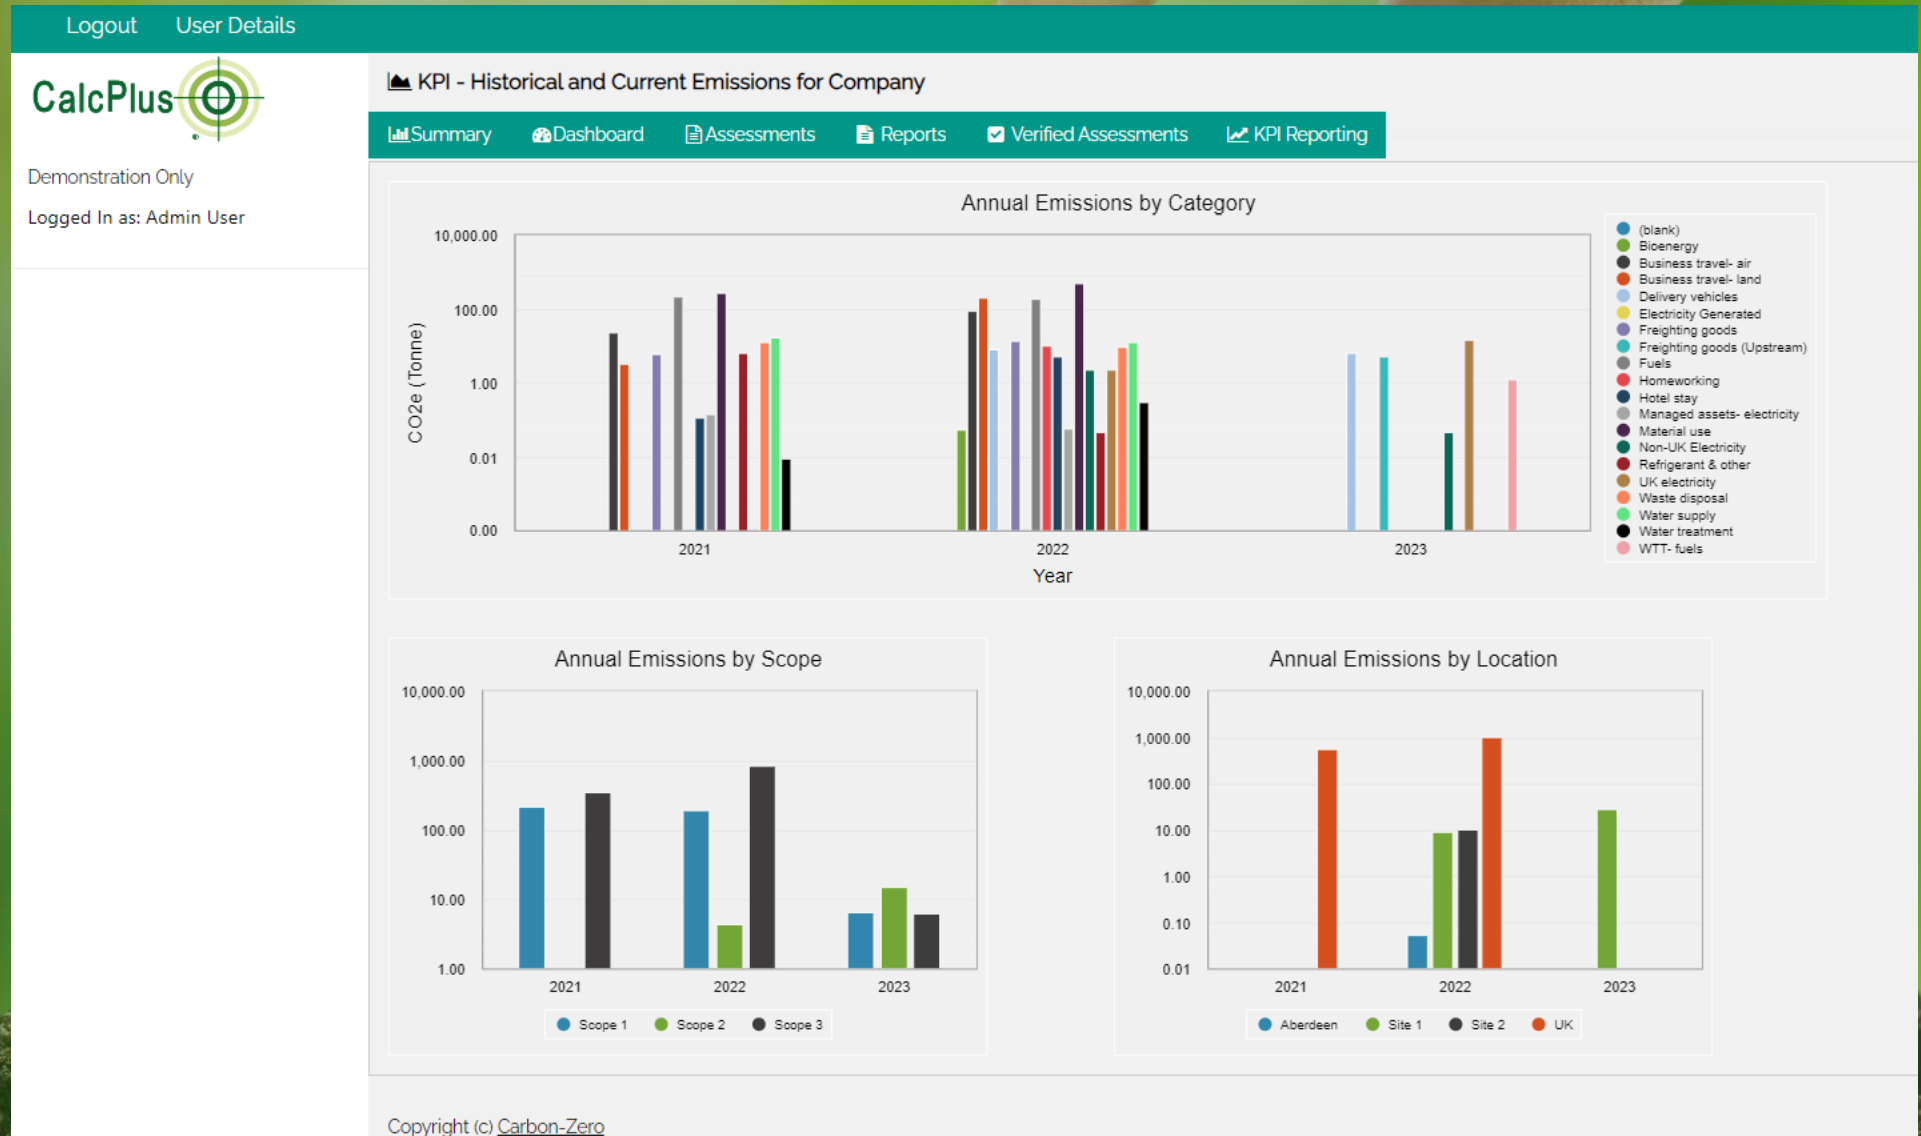 Logout User Details
CalcPlus
Demonstration Only
Logged In as: Admin User
KPI - Historical and Current Emissions for Company
Summary Dashboard Assessments Reports Verified Assessments KPI Reporting
Annual Emissions by Category
10,000.00
100.00
1.00
0.01
0.00
CO2e (Tonne)
2021 2022 2023
Year
(blank)
Bioenergy
Business travel- air
Business travel- land
Delivery vehicles
Electricity Generated
Freighting goods
Freighting goods (Upstream)
Fuels
Homeworking
Hotel stay
Managed assets- electricity
Material use
Non-UK Electricity
Refrigerant & other
UK electricity
Waste disposal
Water supply
Water treatment
WTT- fuels
Annual Emissions by Scope
10,000.00
1,000.00
100.00
10.00
1.00
2021 2022 2023
Scope 1 Scope 2 Scope 3
Annual Emissions by Location
10,000.00
1,000.00
100.00
10.00
1.00
0.10
0.01
2021 2022 2023
Aberdeen Site 1 Site 2 UK
Copyright (c) Carbon-Zero